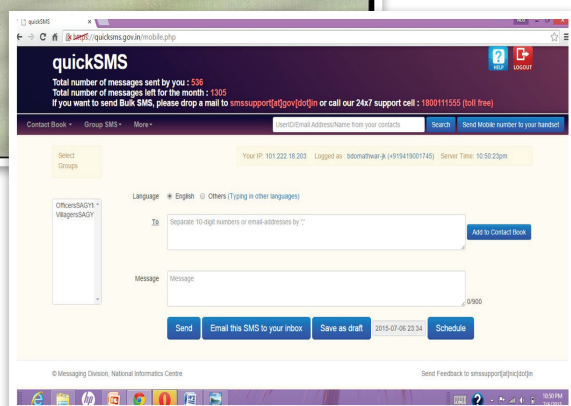 quickSMS
https://quicksms.gov.in/mobile.php
quickSMS
HELP
LOGOUT
Total number of messages sent by you : 536
Total number of messages left for the month : 1305
If you want to send Bulk SMS, please drop a mail to smssupport[at]gov[dot]in or call our 24x7 support cell : 1800111555 (toll free)
Contact Book
Group SMS
More
UserID/Email Address/Name from your contacts
Search
Send Mobile number to your handset
Select
Groups
Your IP: 101.222.18.203 Logged as : bdomathwar-jk (+919419001745) Server Time: 10:50:23pm
Language
English
Others (Typing in other languages)
OfficersSAGY
VillagersSAGY
To
Separate 10-digit numbers or email-addresses by ";"
Add to Contact Book
Message
Message
0/900
Send
Email this SMS to your inbox
Save as draft
2015-07-06 23:34
Schedule
© Messaging Division, National Informatics Centre
Send Feedback to smssupport[at]nic[dot]in
10:50 PM
7/6/2015